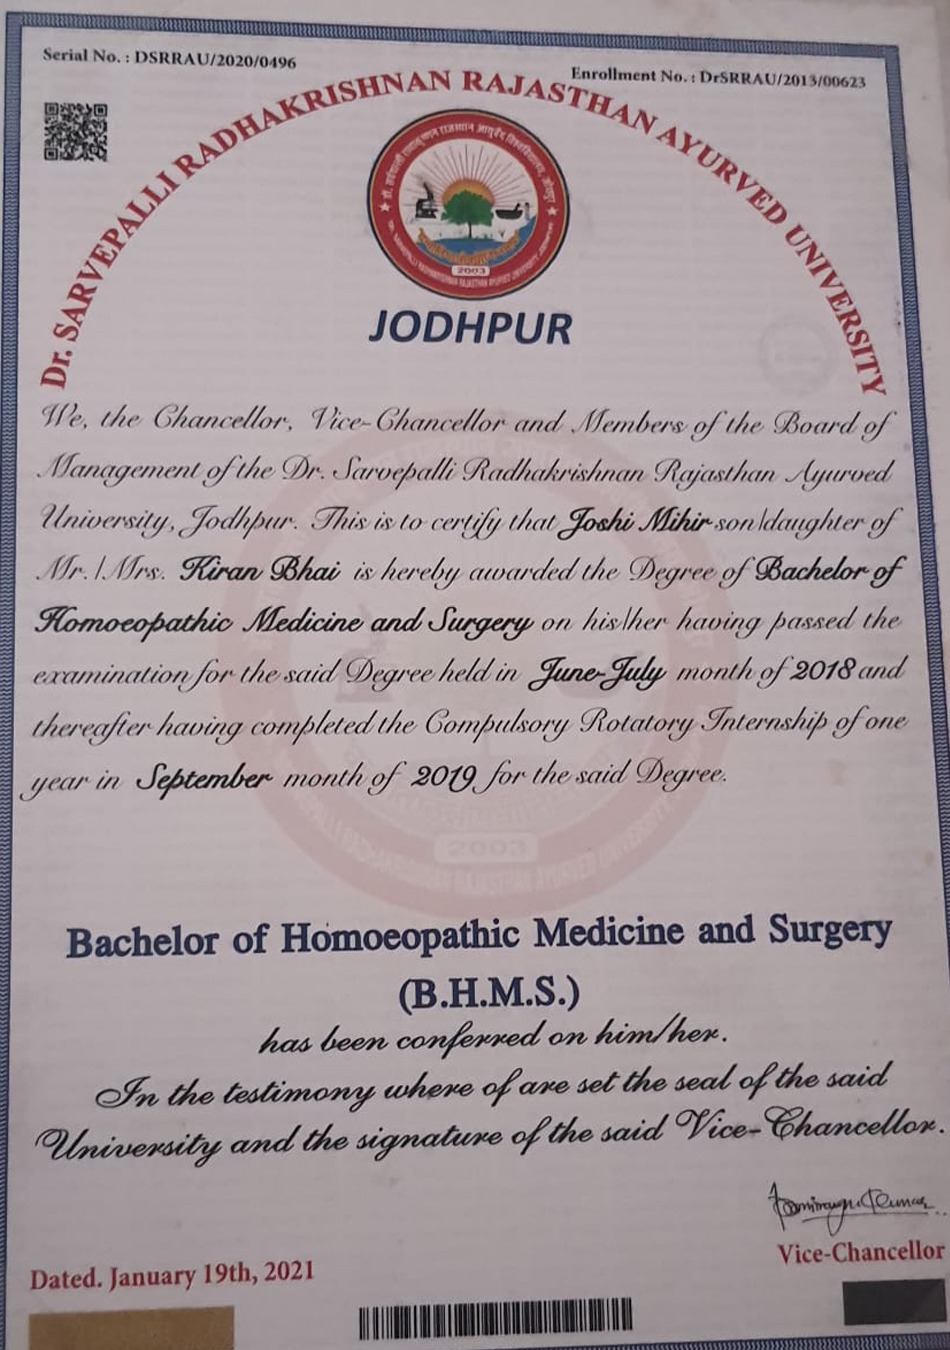 Serial No. : DSRRAU/2020/0496
Enrollment No. : DrSRRAU/2013/00623
Dr. SARVEPALLI RADHAKRISHNAN RAJASTHAN AYURVED UNIVERSITY
2003
JODHPUR
We, the Chancellor, Vice-Chancellor and Members of the Board of
Management of the Dr. Sarvepalli Radhakrishnan Rajasthan Ayurved
University, Jodhpur. This is to certify that Joshi Mihir son/daughter of
Mr. / Mrs. Kiran Bhai is hereby awarded the Degree of Bachelor of
Homoeopathic Medicine and Surgery on his/her having passed the
examination for the said Degree held in June-July month of 2018 and
thereafter having completed the Compulsory Rotatory Internship of one
year in September month of 2019 for the said Degree.
2003
Bachelor of Homoeopathic Medicine and Surgery
(B.H.M.S.)
has been conferred on him/her.
In the testimony where of are set the seal of the said
University and the signature of the said Vice-Chancellor.
Vice-Chancellor
Dated. January 19th, 2021